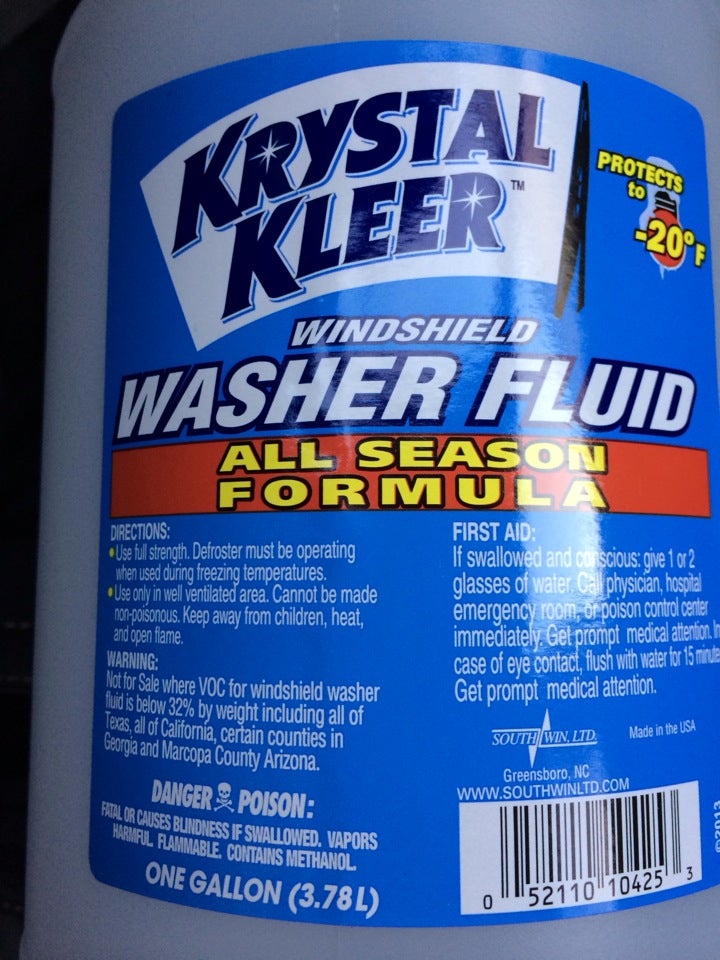 KRYSTAL
KLEER™
PROTECTS
to
-20°F
WINDSHIELD
WASHER FLUID
ALL SEASON
FORMULA
DIRECTIONS:
•Use full strength. Defroster must be operating
when used during freezing temperatures.
•Use only in well ventilated area. Cannot be made
non-poisonous. Keep away from children, heat,
and open flame.
WARNING:
Not for Sale where VOC for windshield washer
fluid is below 32% by weight including all of
Texas, all of California, certain counties in
Georgia and Marcopa County Arizona.
DANGER POISON:
FATAL OR CAUSES BLINDNESS IF SWALLOWED. VAPORS
HARMFUL. FLAMMABLE. CONTAINS METHANOL.
ONE GALLON (3.78L)
FIRST AID:
If swallowed and conscious: give 1 or 2
glasses of water. Call physician, hospital
emergency room, or poison control center
immediately. Get prompt medical attention.
case of eye contact, flush with water for 15
Get prompt medical attention.
SOUTH WIN, LTD.
Made in the USA
Greensboro, NC
WWW.SOUTHWINLTD.COM
0 52110 10425 3
©2013